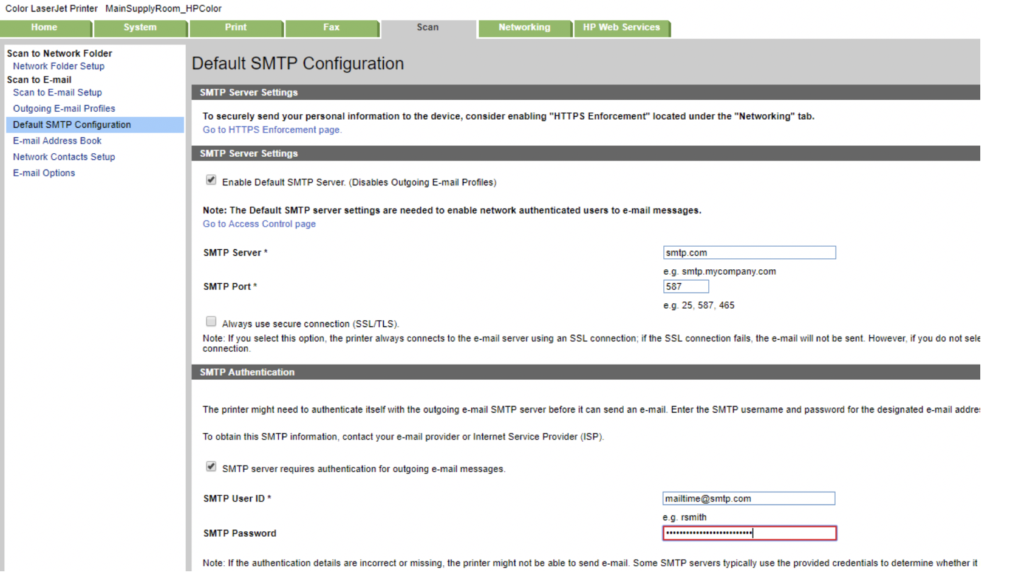 Color LaserJet Printer MainSupplyRoom_HPColor
Home System Print Fax Scan Networking HP Web Services
Scan to Network Folder
Network Folder Setup
Scan to E-mail
Scan to E-mail Setup
Outgoing E-mail Profiles
Default SMTP Configuration
E-mail Address Book
Network Contacts Setup
E-mail Options
Default SMTP Configuration
SMTP Server Settings
To securely send your personal information to the device, consider enabling "HTTPS Enforcement" located under the "Networking" tab.
Go to HTTPS Enforcement page.
SMTP Server Settings
Enable Default SMTP Server. (Disables Outgoing E-mail Profiles)
Note: The Default SMTP server settings are needed to enable network authenticated users to e-mail messages.
Go to Access Control page
SMTP Server * smtp.com
e.g. smtp.mycompany.com
SMTP Port * 587
e.g. 25, 587, 465
Always use secure connection (SSL/TLS).
Note: If you select this option, the printer always connects to the e-mail server using an SSL connection; if the SSL connection fails, the e-mail will not be sent. However, if you do not sele
connection.
SMTP Authentication
The printer might need to authenticate itself with the outgoing e-mail SMTP server before it can send an e-mail. Enter the SMTP username and password for the designated e-mail addre
To obtain this SMTP information, contact your e-mail provider or Internet Service Provider (ISP).
SMTP server requires authentication for outgoing e-mail messages.
SMTP User ID * mailtime@smtp.com
e.g. rsmith
SMTP Password
Note: If the authentication details are incorrect or missing, the printer might not be able to send e-mail. Some SMTP servers typically use the provided credentials to determine whether it